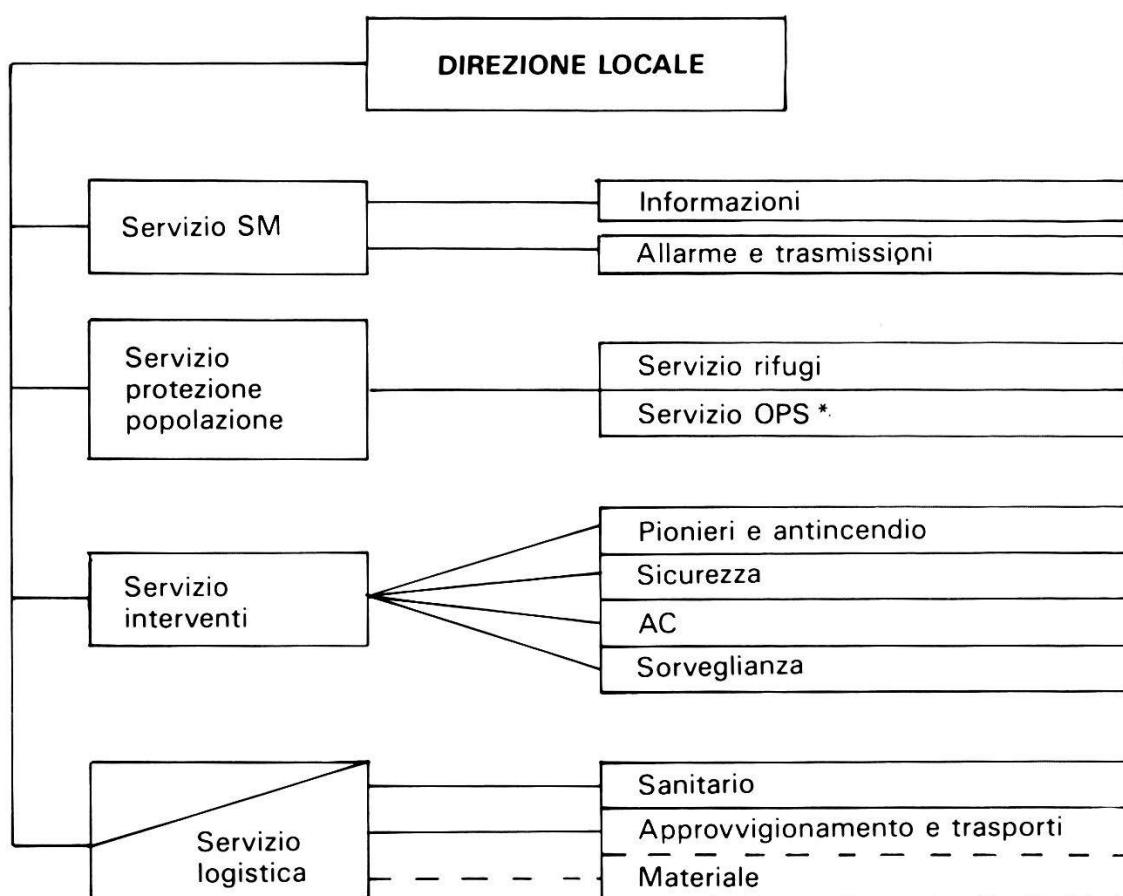 DIREZIONE LOCALE
Servizio SM
Informazioni
Allarme e trasmissioni
Servizio
protezione
popolazione
Servizio rifugi
Servizio OPS *
Servizio
interventi
Pionieri e antincendio
Sicurezza
AC
Sorveglianza
Servizio
logistica
Sanitario
Approvvigionamento e trasporti
Materiale